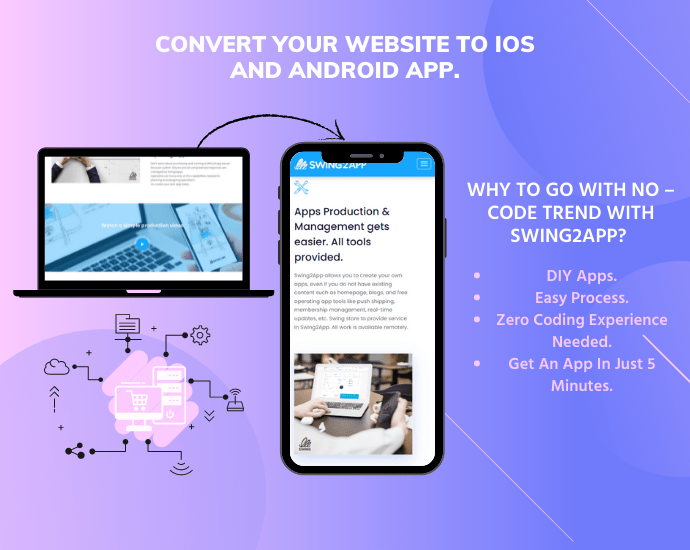 CONVERT YOUR WEBSITE TO IOS
AND ANDROID APP.
SWING2APP
Apps Production &
Management gets
easier. All tools
provided.
Swing2App allows you to create your own
apps, even if you do not have existing
content such as homepage, blogs, and free
operating app tools like push shipping,
membership management, real-time
updates, etc. Swing store to provide service
in Swing2App. All work is available remotely.
WHY TO GO WITH NO –
CODE TREND WITH
SWING2APP?
DIY Apps.
Easy Process.
Zero Coding Experience
Needed.
Get An App In Just 5
Minutes.